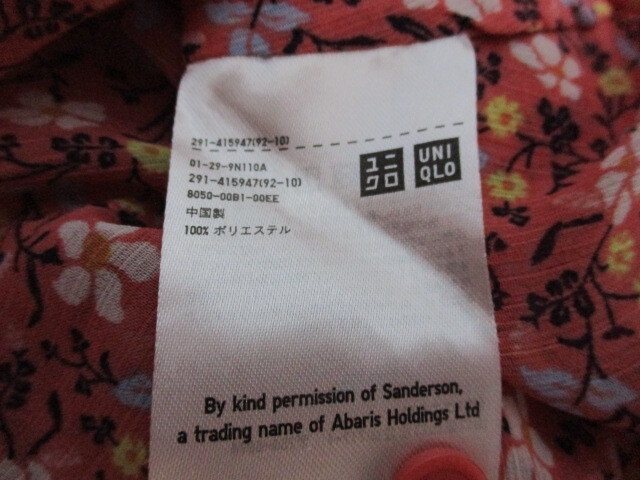 291-415947(92-10)
01-29-9N110A
291-415947(92-10)
8050-00B1-00EE
中国製
100% ポリエステル
ユニ
クロ
UNI
QLO
By kind permission of Sanderson,
a trading name of Abaris Holdings Ltd